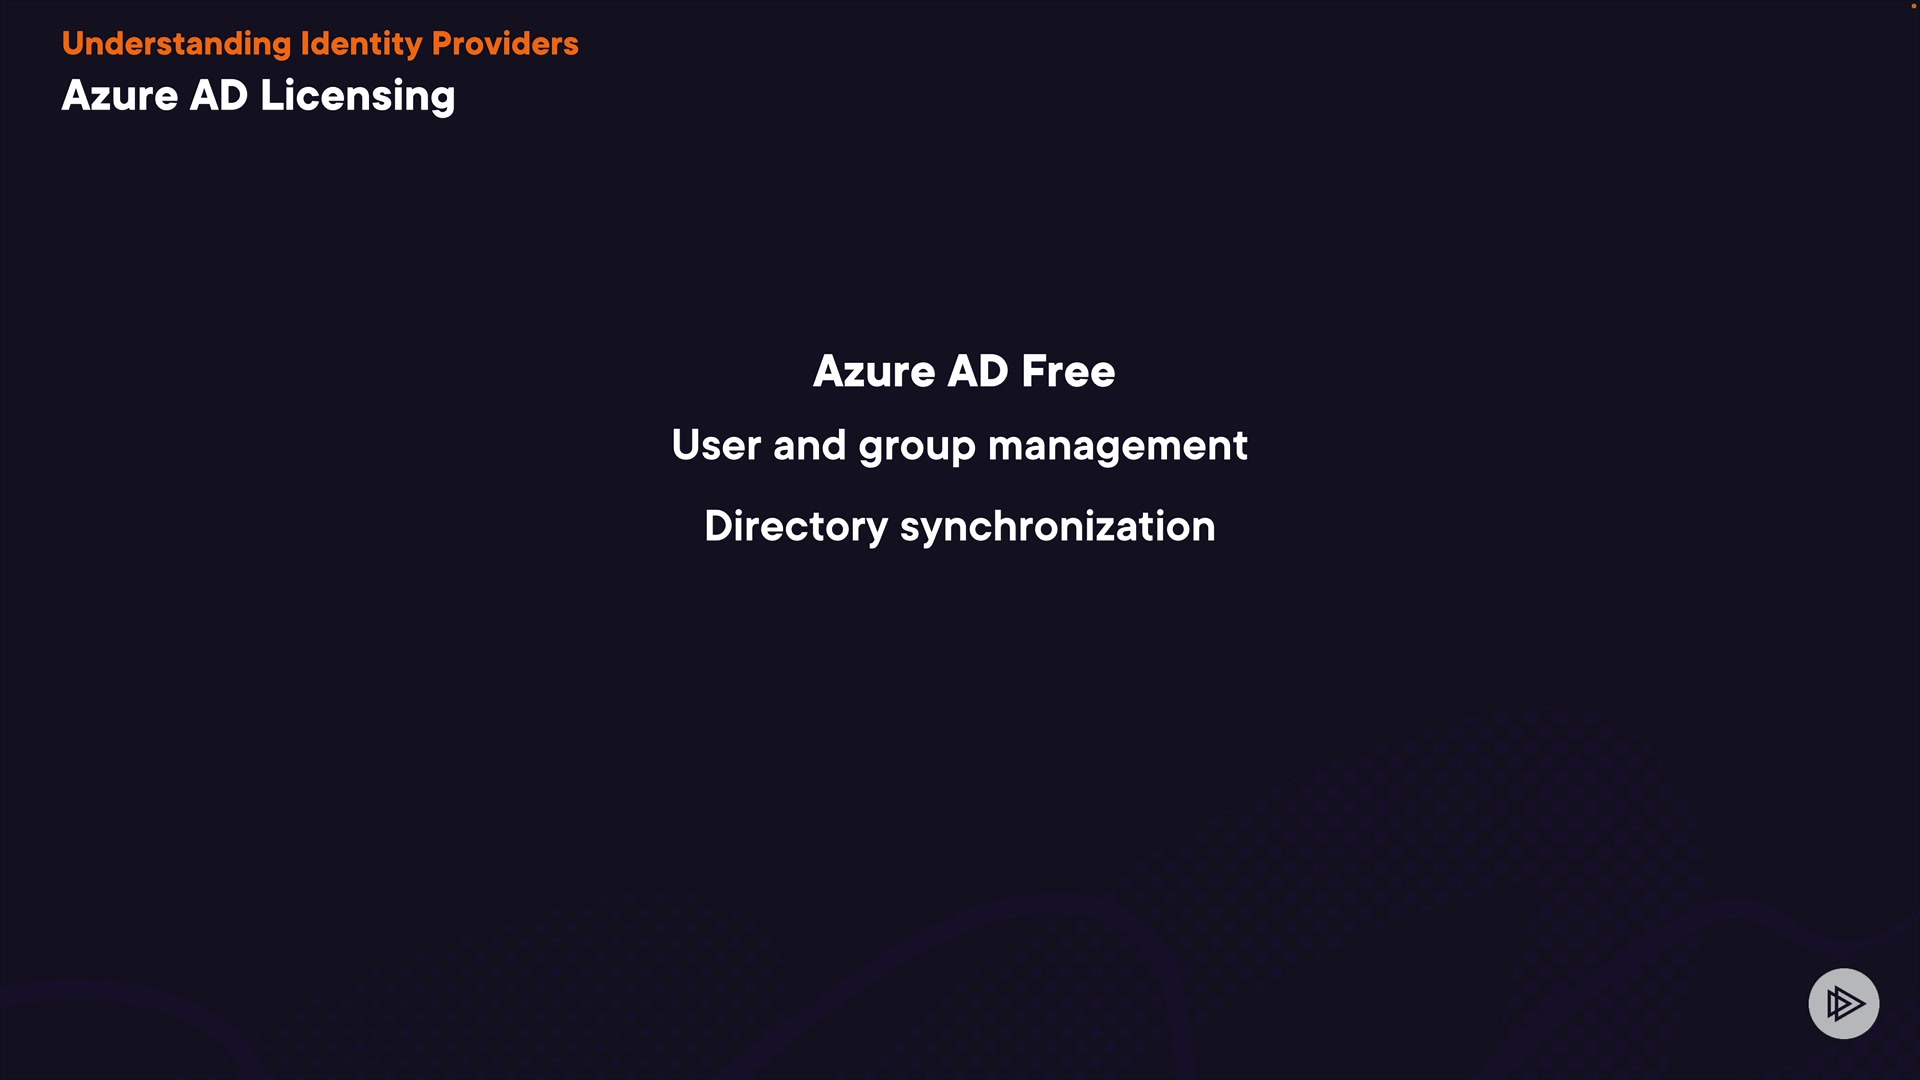 Understanding Identity Providers
Azure AD Licensing
Azure AD Free
User and group management
Directory synchronization